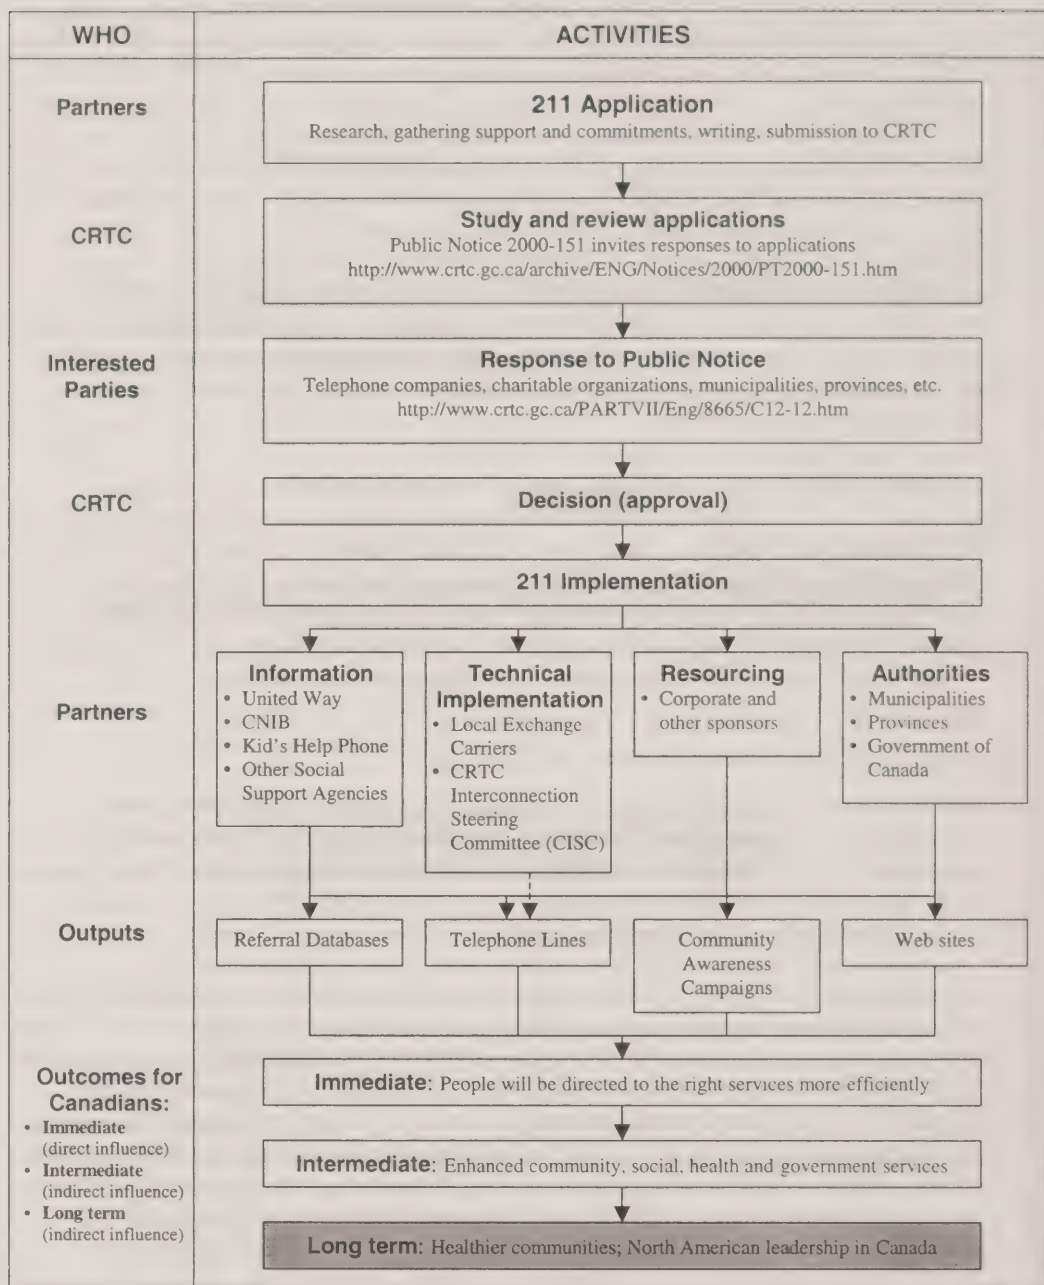 WHO
ACTIVITIES
Partners
211 Application
Research, gathering support and commitments, writing, submission to CRTC
CRTC
Study and review applications
Public Notice 2000-151 invites responses to applications
http://www.crtc.gc.ca/archive/ENG/Notices/2000/PT2000-151.htm
Interested
Parties
Response to Public Notice
Telephone companies, charitable organizations, municipalities, provinces, etc.
http://www.crtc.gc.ca/PARTVII/Eng/8665/C12-12.htm
CRTC
Decision (approval)
211 Implementation
Partners
Information
• United Way
• CNIB
• Kid's Help Phone
• Other Social
Support Agencies
Technical
Implementation
• Local Exchange
Carriers
• CRTC
Interconnection
Steering
Committee (CISC)
Resourcing
• Corporate and
other sponsors
Authorities
• Municipalities
• Provinces
• Government of
Canada
Outputs
Referral Databases
Telephone Lines
Community
Awareness
Campaigns
Web sites
Outcomes for
Canadians:
• Immediate
(direct influence)
• Intermediate
(indirect influence)
• Long term
(indirect influence)
Immediate: People will be directed to the right services more efficiently
Intermediate: Enhanced community, social, health and government services
Long term: Healthier communities; North American leadership in Canada